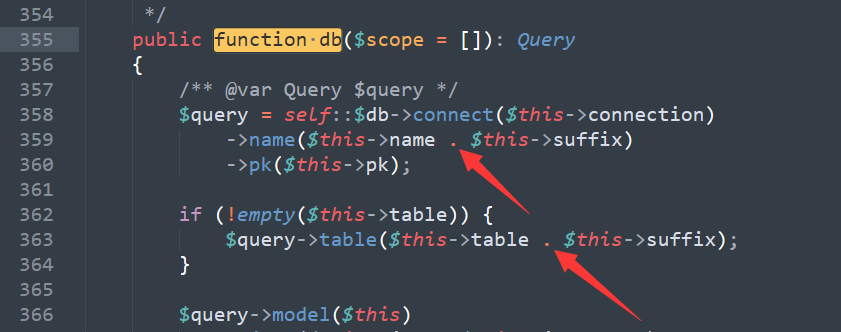 354 */
355 public function·db($scope = []): Query
356 {
357 /** @var Query $query */
358 $query = self::$db->connect($this->connection)
359 ->name($this->name . $this->suffix)
360 ->pk($this->pk);
361
362 if (!empty($this->table)) {
363 $query->table($this->table . $this->suffix);
364 }
365
366 $query->model($this)